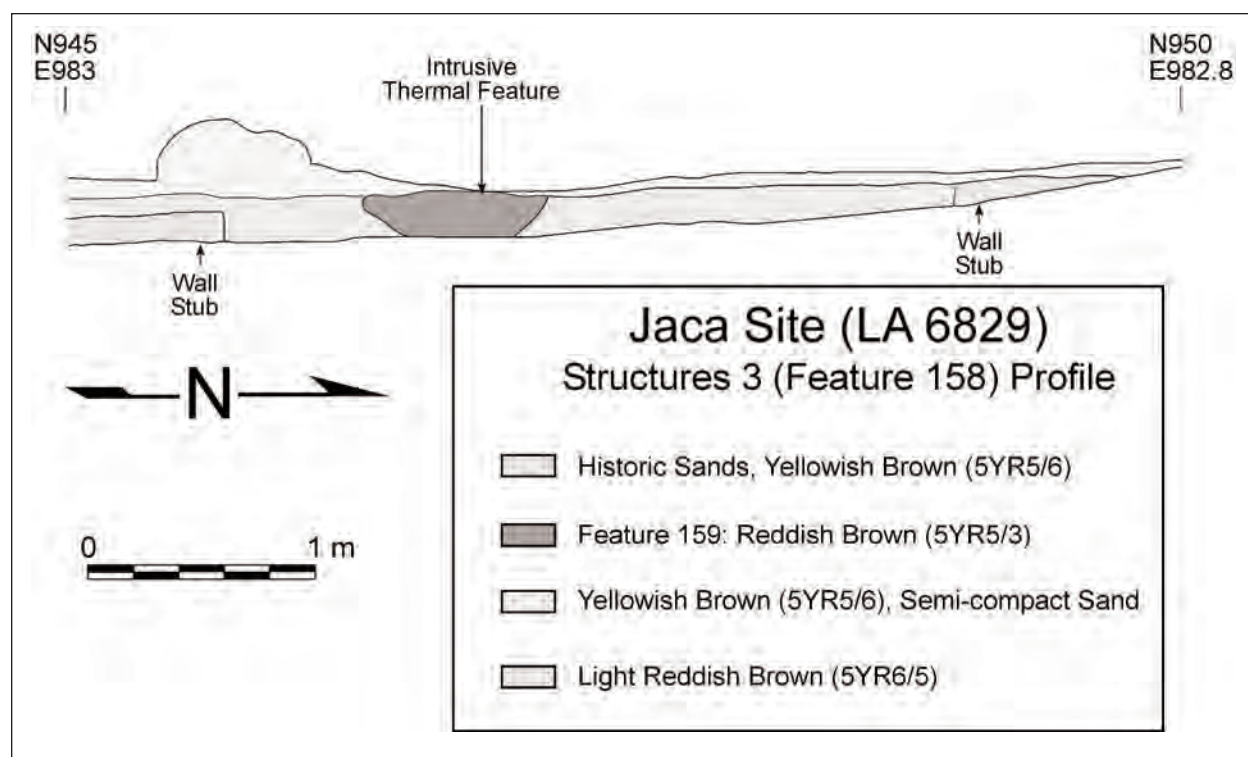 N945
E983
N950
E982.8
Intrusive
Thermal Feature
Wall
Stub
Wall
Stub
N
0 1 m
Jaca Site (LA 6829)
Structures 3 (Feature 158) Profile
Historic Sands, Yellowish Brown (5YR5/6)
Feature 159: Reddish Brown (5YR5/3)
Yellowish Brown (5YR5/6), Semi-compact Sand
Light Reddish Brown (5YR6/5)